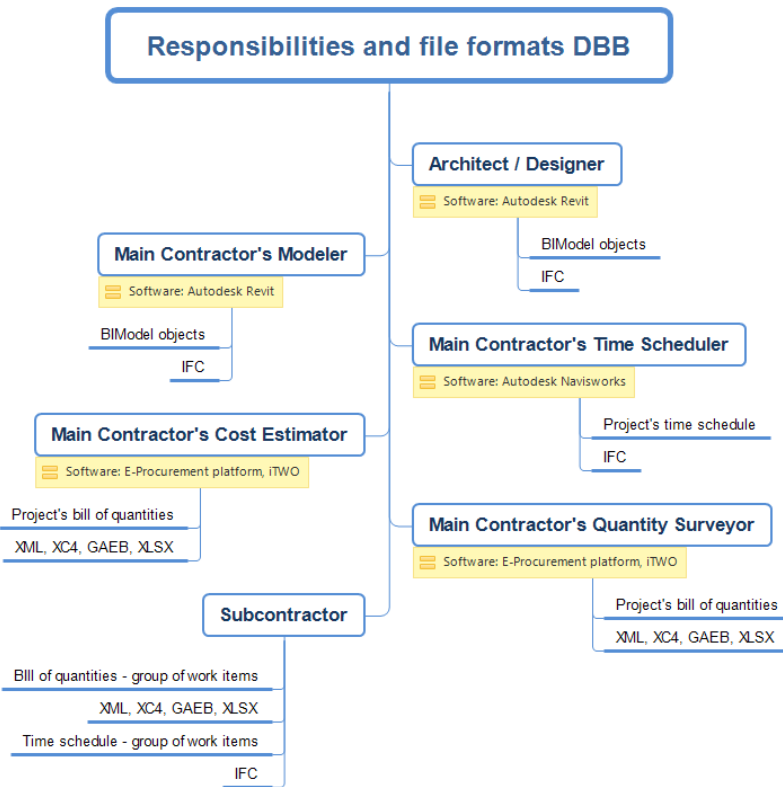 Responsibilities and file formats DBB
Architect / Designer
Software: Autodesk Revit
BIModel objects
IFC
Main Contractor's Modeler
Software: Autodesk Revit
BIModel objects
IFC
Main Contractor's Time Scheduler
Software: Autodesk Navisworks
Project's time schedule
IFC
Main Contractor's Cost Estimator
Software: E-Procurement platform, iTWO
Project's bill of quantities
XML, XC4, GAEB, XLSX
Main Contractor's Quantity Surveyor
Software: E-Procurement platform, iTWO
Project's bill of quantities
XML, XC4, GAEB, XLSX
Subcontractor
BIll of quantities - group of work items
XML, XC4, GAEB, XLSX
Time schedule - group of work items
IFC